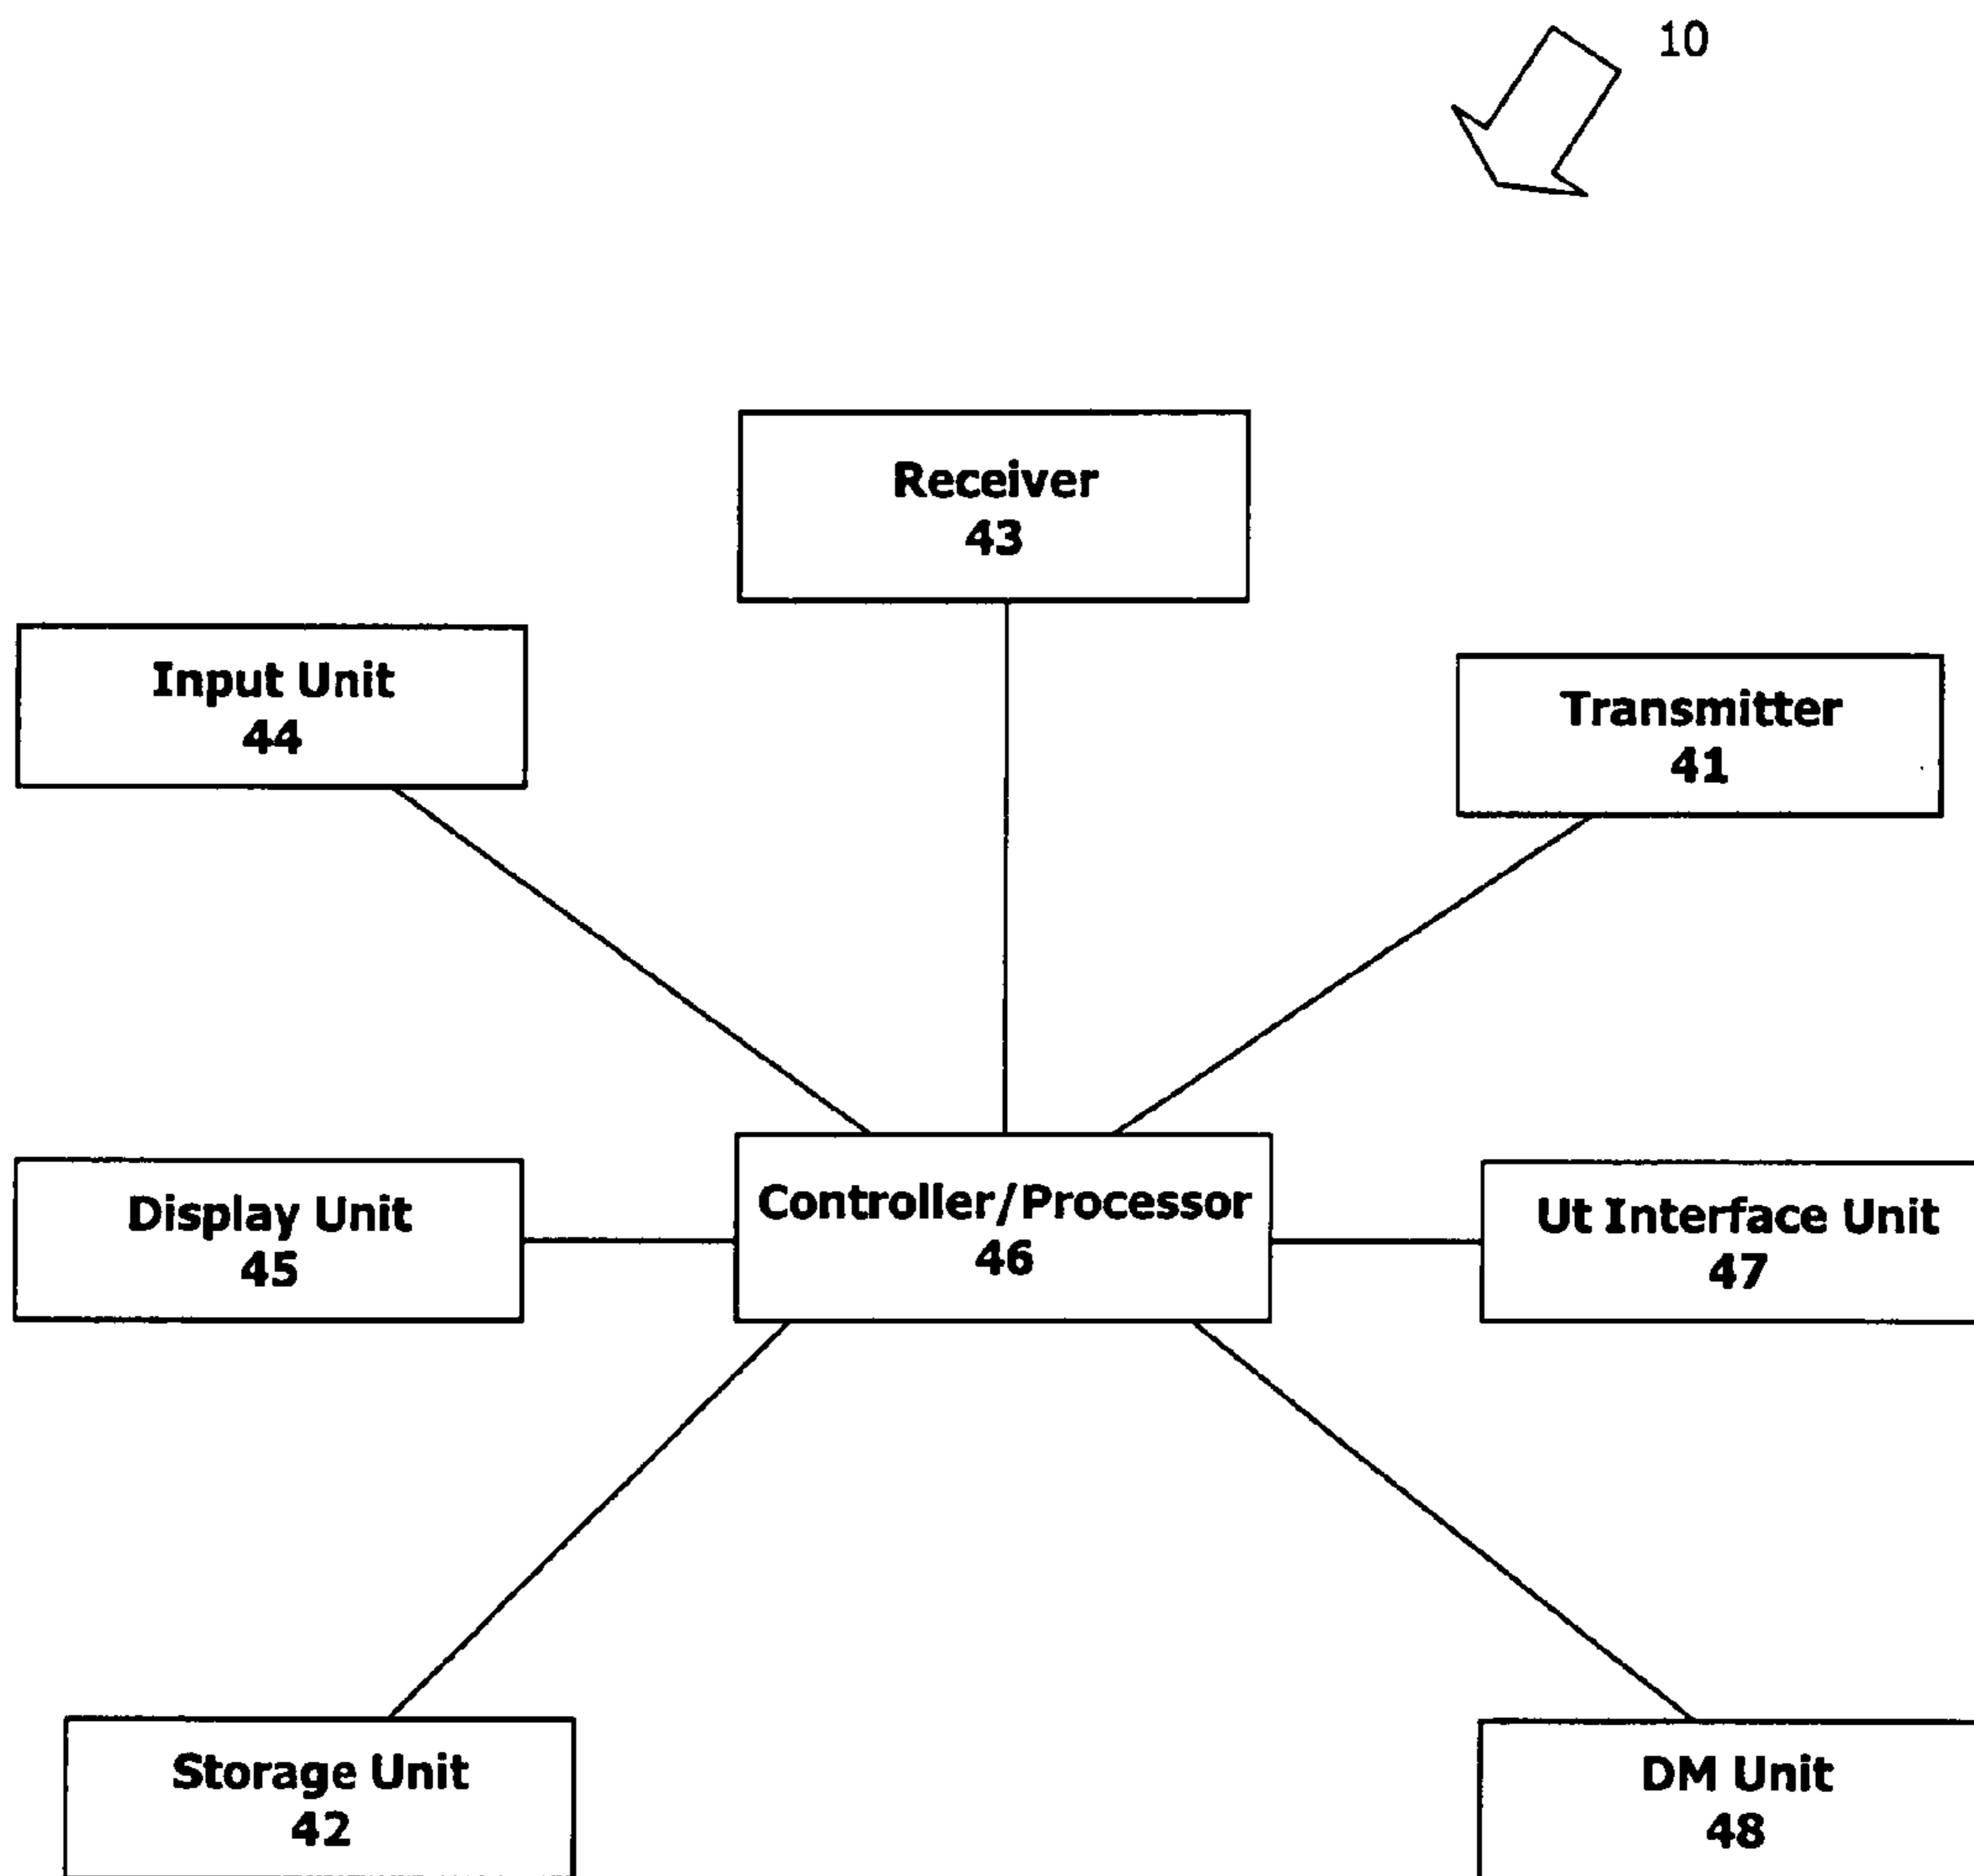 10
Receiver
43
Input Unit
44
Transmitter
41
Display Unit
45
Controller/Processor
46
Ut Interface Unit
47
Storage Unit
42
DM Unit
48